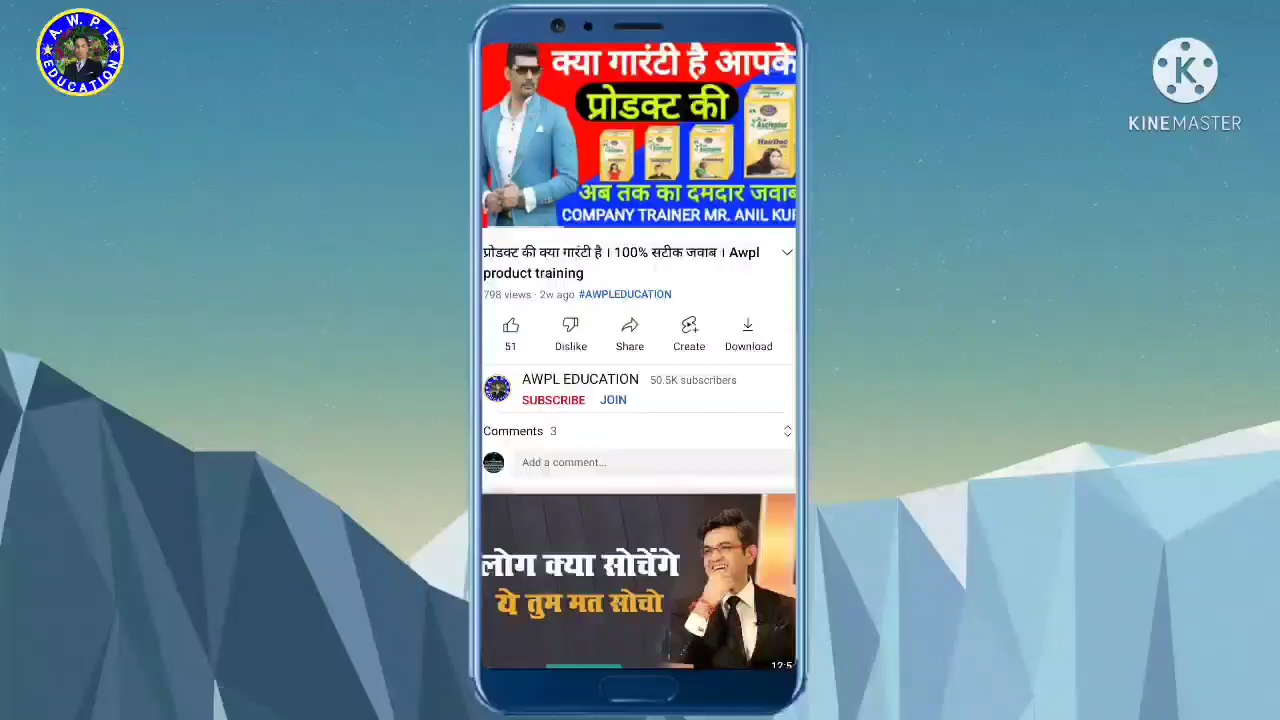 A.W.P.L
EDUCATION
KINEMASTER
क्या गारंटी है आपके
प्रोडक्ट की
अब तक का दमदार जवाब
COMPANY TRAINER MR. ANIL KU
प्रोडक्ट की क्या गारंटी है । 100% सटीक जवाब । Awpl
product training
798 views · 2w ago #AWPLEDUCATION
51 Dislike Share Create Download
AWPL EDUCATION 50.5K subscribers
SUBSCRIBE JOIN
Comments 3
Add a comment...
लोग क्या सोचेंगे
ये तुम मत सोचो